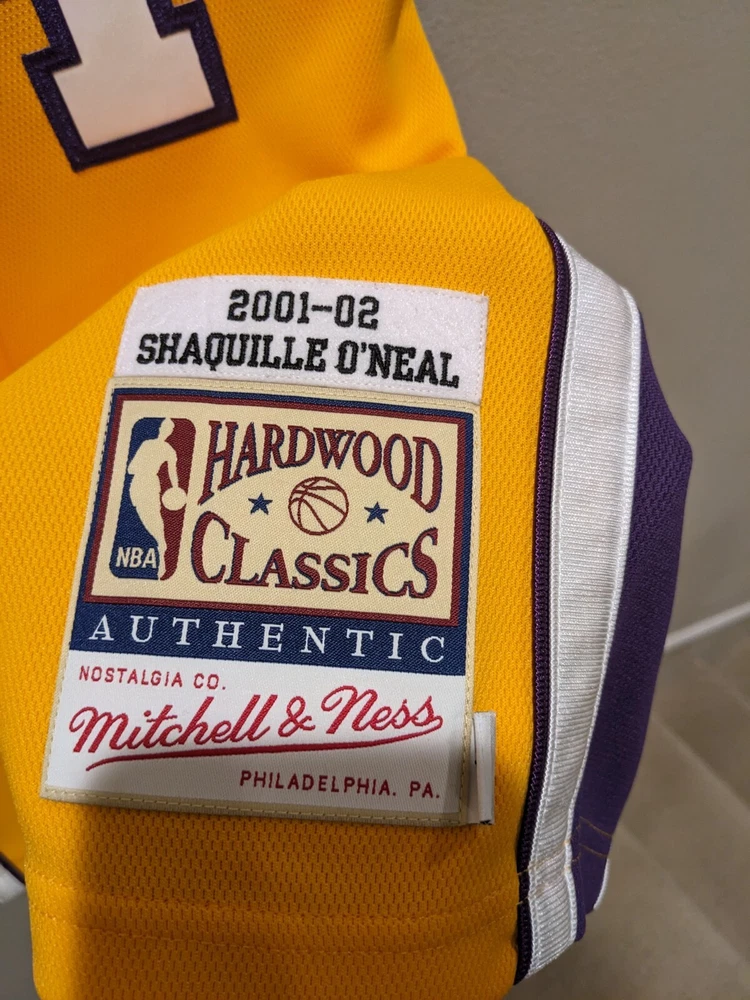 2001-02
SHAQUILLE O'NEAL
HARDWOOD
CLASSICS
NBA
AUTHENTIC
NOSTALGIA CO.
Mitchell & Ness
PHILADELPHIA. PA.